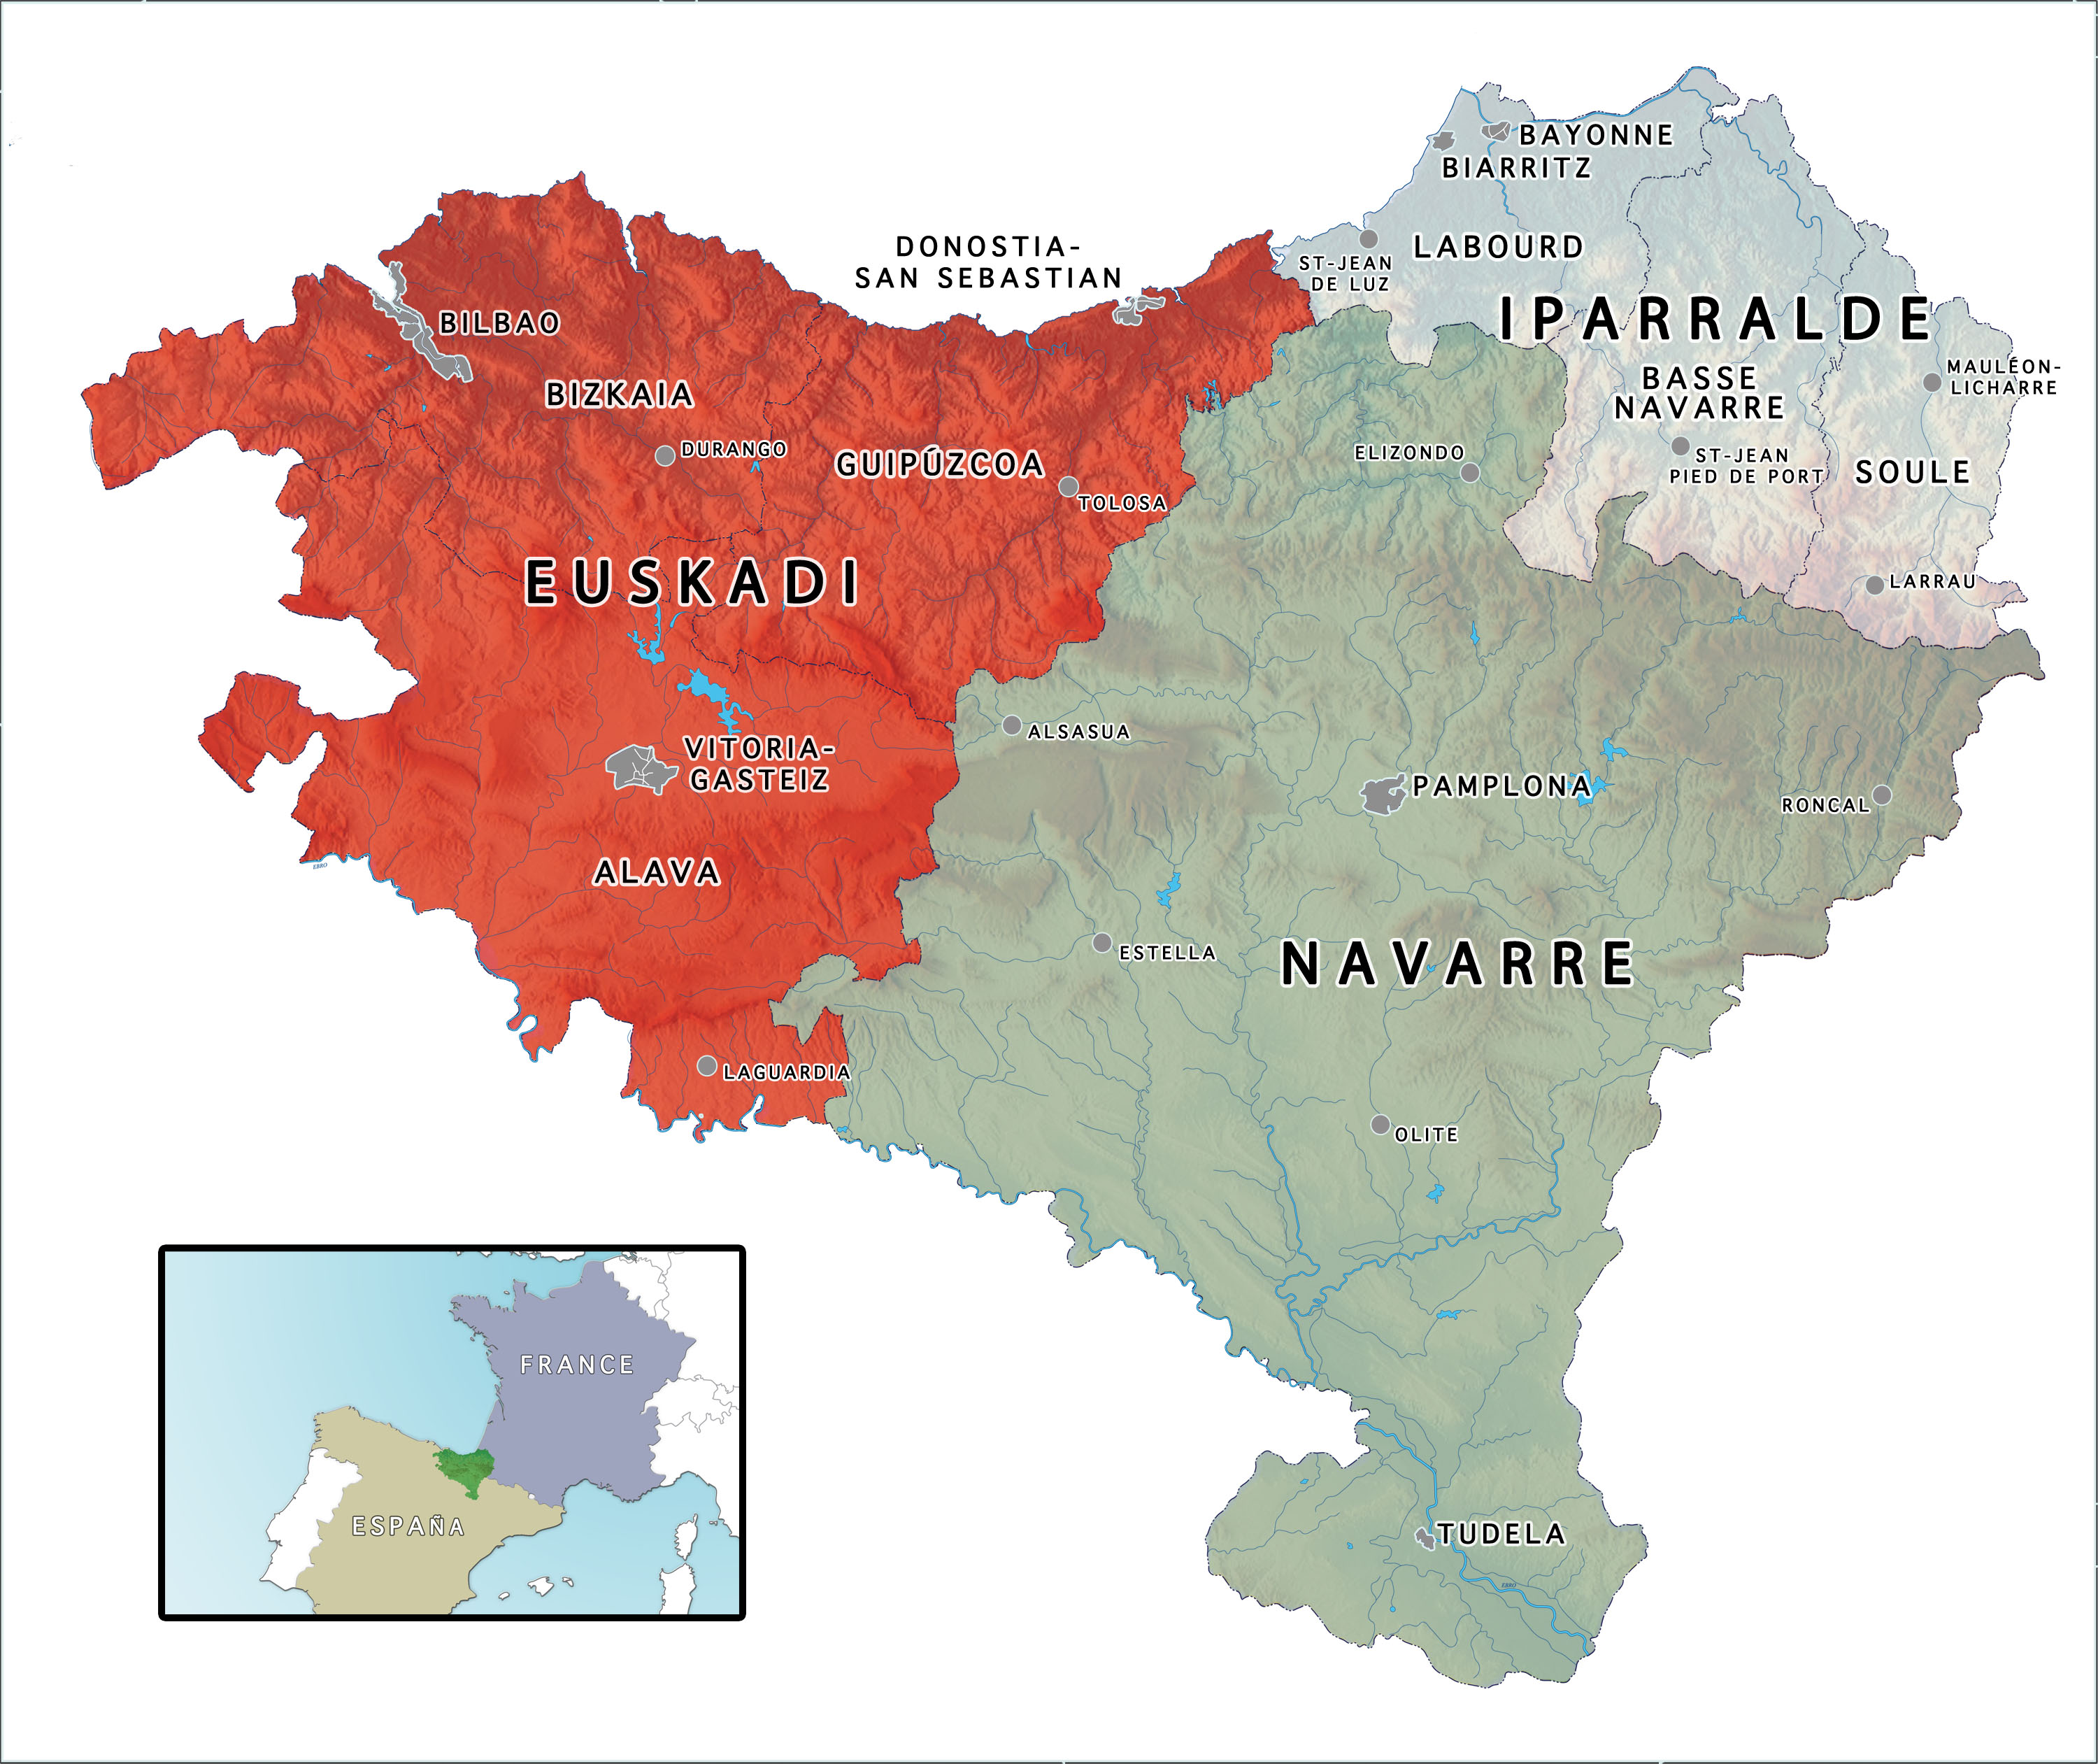 BAYONNE
BIARRITZ
DONOSTIA-
SAN SEBASTIAN
LABOURD
ST-JEAN
DE LUZ
IPARRALDE
BILBAO
BASSE
NAVARRE
MAULÉON-
LICHARRE
BIZKAIA
DURANGO
GUIPÚZCOA
TOLOSA
ELIZONDO
ST-JEAN
PIED DE PORT
SOULE
EUSKADI
LARRAU
ALSASUA
VITORIA-
GASTEIZ
PAMPLONA
RONCAL
EBRO
ALAVA
ESTELLA
NAVARRE
LAGUARDIA
OLITE
FRANCE
ESPAÑA
TUDELA
EBRO